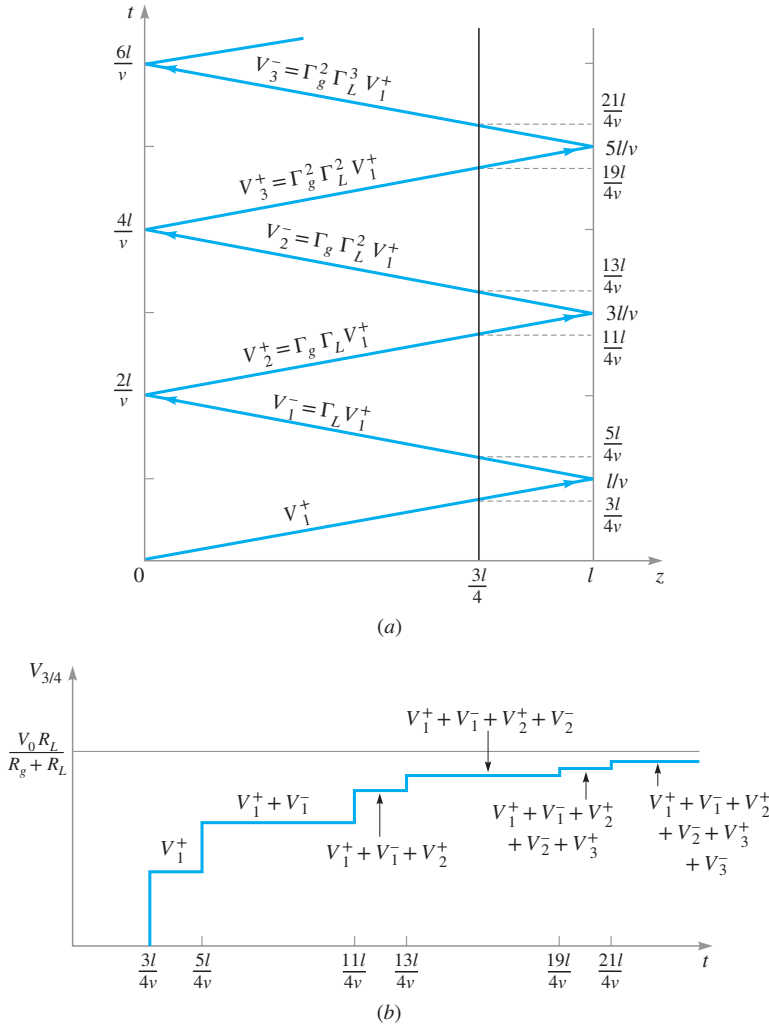 t
6l/v
V₃⁻ = Γg² ΓL³ V₁⁺
21l/4v
5l/v
V₃⁺ = Γg² ΓL² V₁⁺
19l/4v
4l/v
V₂⁻ = Γg ΓL² V₁⁺
13l/4v
3l/v
V₂⁺ = Γg ΓL V₁⁺
11l/4v
2l/v
V₁⁻ = ΓL V₁⁺
5l/4v
l/v
V₁⁺
3l/4v
0 3l/4 l z
(a)
V₃/₄
V₁⁺ + V₁⁻ + V₂⁺ + V₂⁻
V₀ RL / Rg + RL
V₁⁺ + V₁⁻
V₁⁺
V₁⁺ + V₁⁻ + V₂⁺
V₁⁺ + V₁⁻ + V₂⁺
+ V₂⁻ + V₃⁺
V₁⁺ + V₁⁻ + V₂⁺
+ V₂⁻ + V₃⁺
+ V₃⁻
3l/4v 5l/4v 11l/4v 13l/4v 19l/4v 21l/4v t
(b)